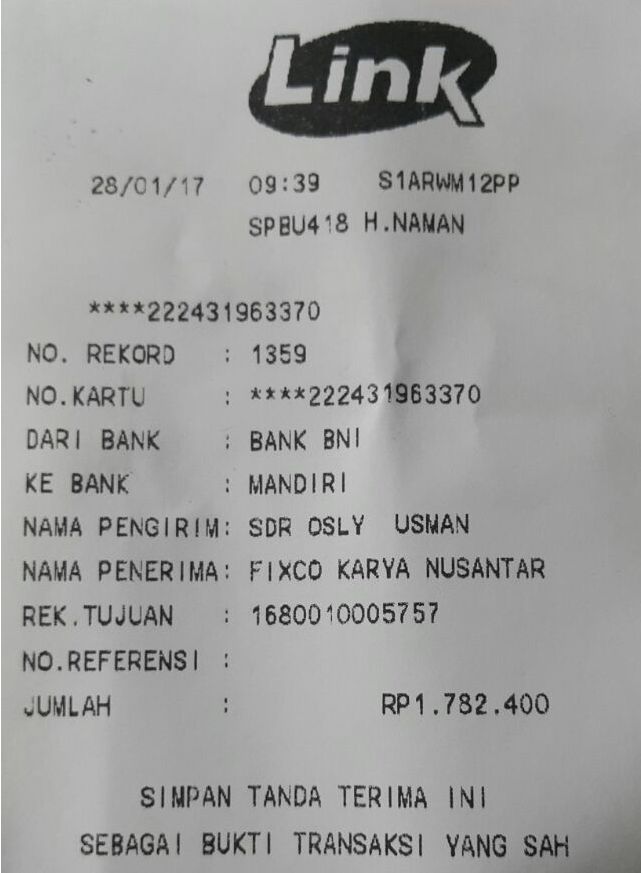 Link
28/01/17 09:39 S1ARWM12PP
SPBU418 H.NAMAN
****222431963370
NO. REKORD : 1359
NO.KARTU : ****222431963370
DARI BANK : BANK BNI
KE BANK : MANDIRI
NAMA PENGIRIM: SDR OSLY USMAN
NAMA PENERIMA: FIXCO KARYA NUSANTAR
REK.TUJUAN : 1680010005757
NO.REFERENSI :
JUMLAH : RP1.782.400
SIMPAN TANDA TERIMA INI
SEBAGAI BUKTI TRANSAKSI YANG SAH